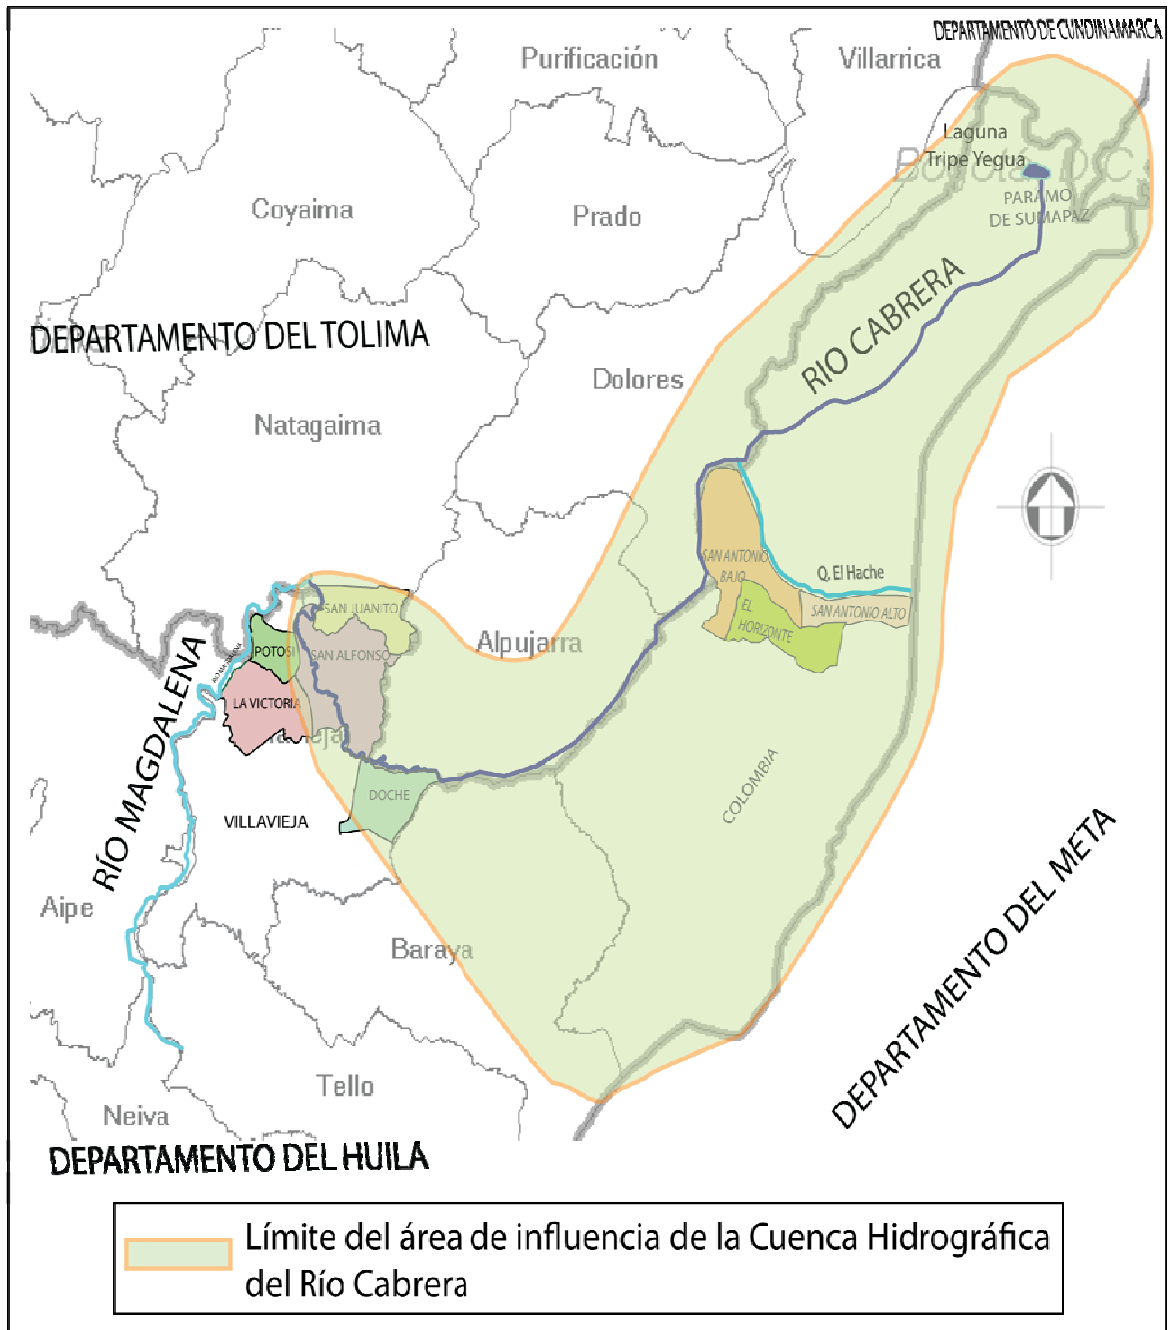 DEPARTAMENTO DE CUNDINAMARCA
Purificación
Villarrica
Laguna
Tripe Yegua
Bogotá, D.C.
PARAMO
DE SUMAPAZ
Coyaima
Prado
RIO CABRERA
DEPARTAMENTO DEL TOLIMA
Dolores
Natagaima
SAN ANTONIO
BAJO
Q. El Hache
EL
HORIZONTE
SAN ANTONIO ALTO
SAN JUANITO
Alpujarra
POTOSI
SAN ALFONSO
RÍO MAGDALENA
LA VICTORIA
COLOMBIA
DOCHE
VILLAVIEJA
DEPARTAMENTO DEL META
Aipe
Baraya
Tello
Neiva
DEPARTAMENTO DEL HUILA
Límite del área de influencia de la Cuenca Hidrográfica
del Río Cabrera